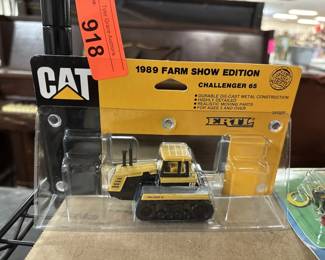 918
CAT
1989 FARM SHOW EDITION
CHALLENGER 65
• DURABLE DIE-CAST METAL CONSTRUCTION
• HIGHLY DETAILED
• REALISTIC MOVING PARTS
• FOR AGES 3 AND OVER
ERTL